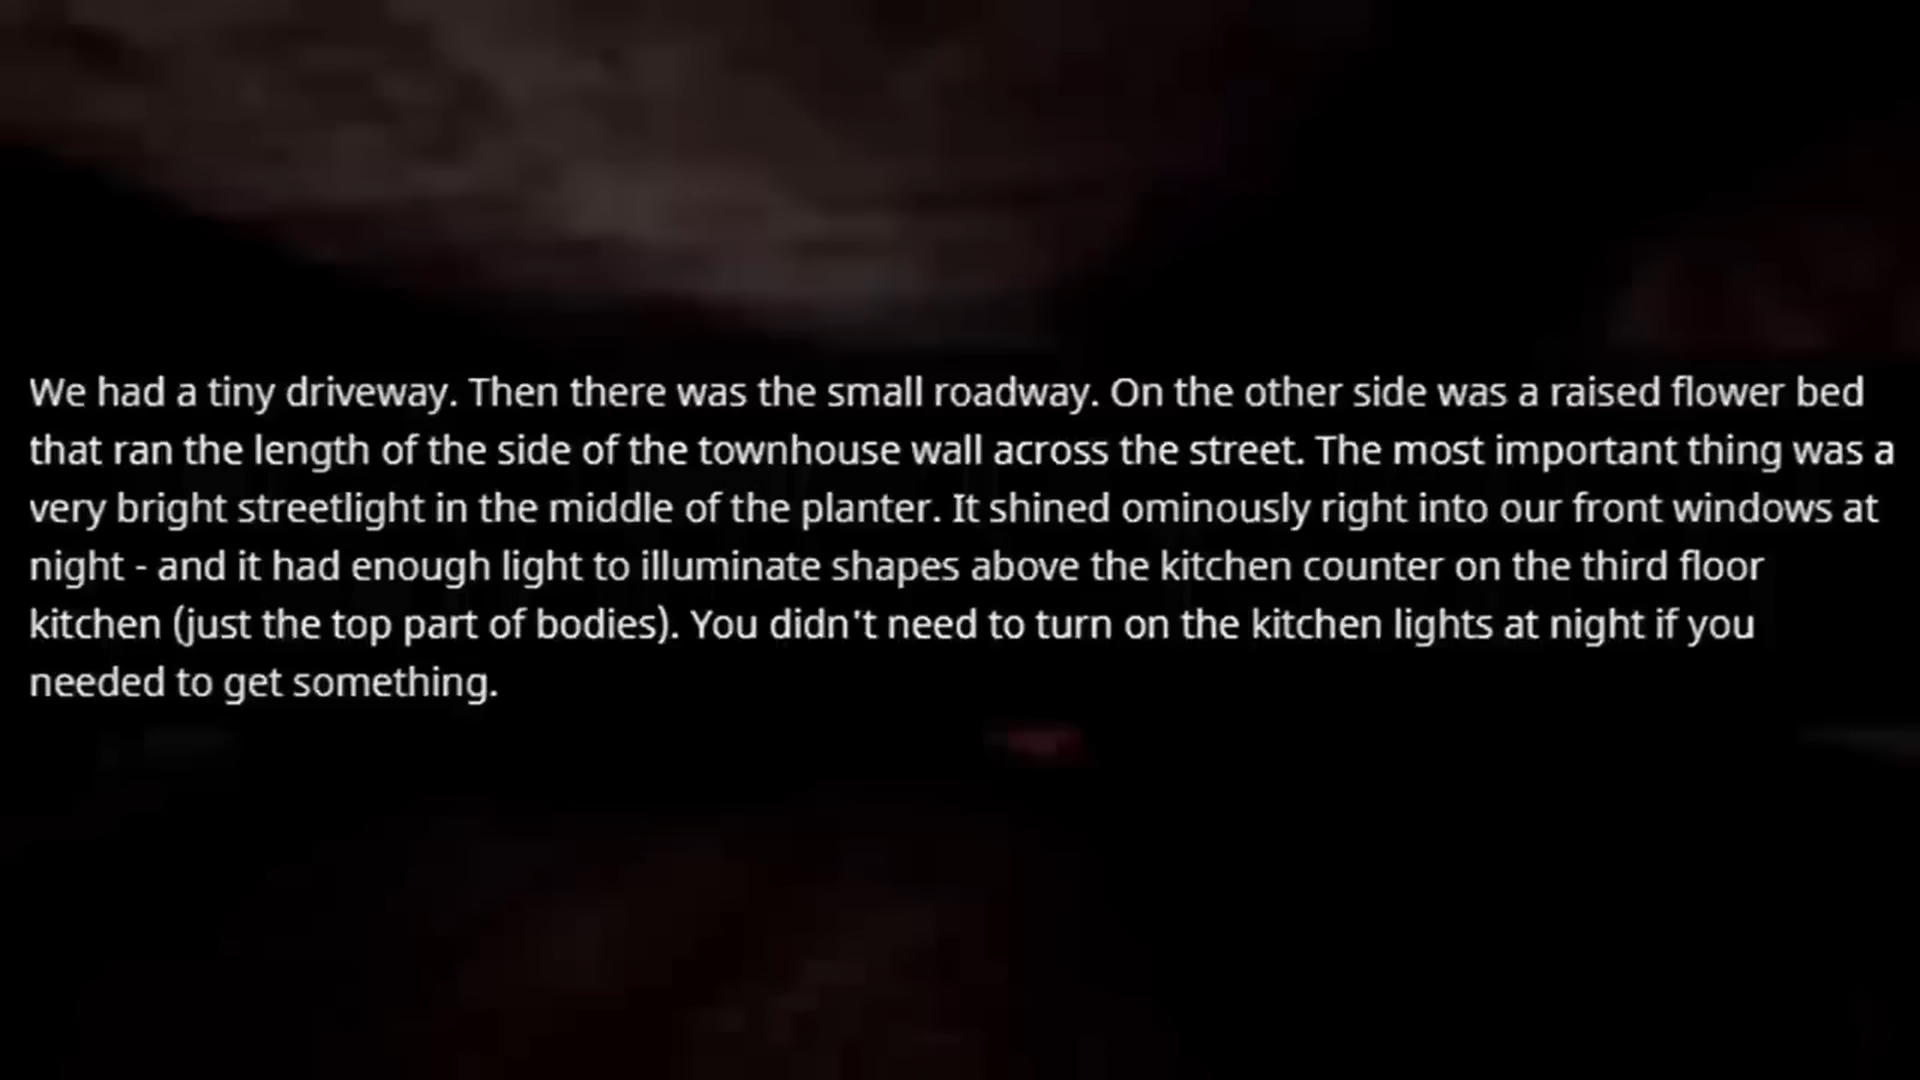 We had a tiny driveway. Then there was the small roadway. On the other side was a raised flower bed
that ran the length of the side of the townhouse wall across the street. The most important thing was a
very bright streetlight in the middle of the planter. It shined ominously right into our front windows at
night - and it had enough light to illuminate shapes above the kitchen counter on the third floor
kitchen (just the top part of bodies). You didn't need to turn on the kitchen lights at night if you
needed to get something.